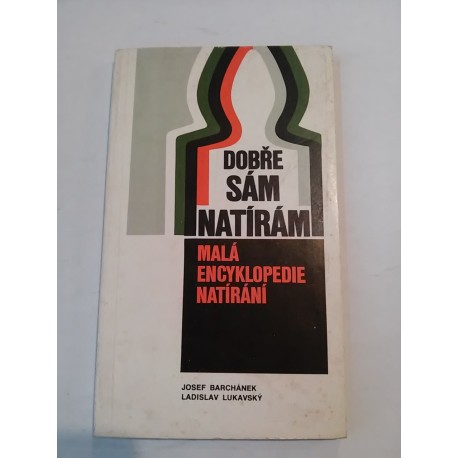 DOBŘE
SÁM
NATÍRÁM
MALÁ
ENCYKLOPEDIE
NATÍRÁNÍ
JOSEF BARCHÁNEK
LADISLAV LUKAVSKÝ